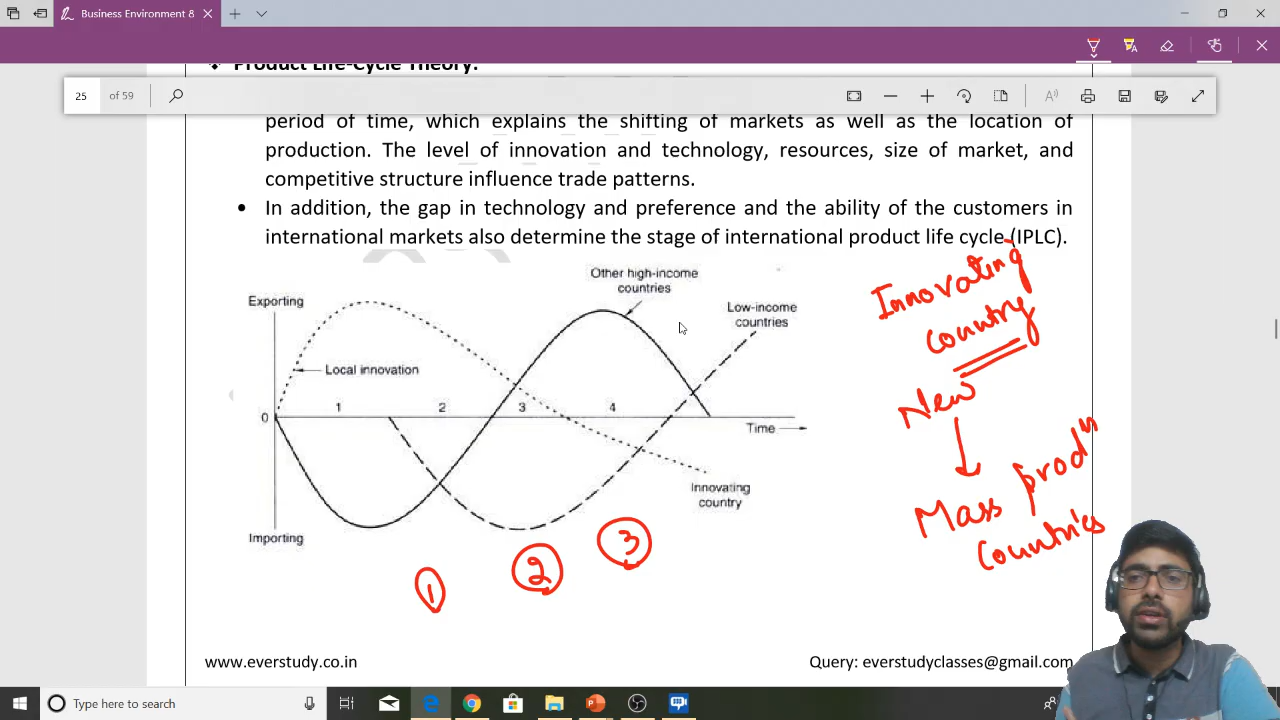 Business Environment 8
Product Life-Cycle Theory:
25 of 59
period of time, which explains the shifting of markets as well as the location of
production. The level of innovation and technology, resources, size of market, and
competitive structure influence trade patterns.
• In addition, the gap in technology and preference and the ability of the customers in
international markets also determine the stage of international product life cycle (IPLC).
Other high-income
countries
Exporting
Low-income
countries
Local innovation
1 2 3 4
0
Time
Innovating
country
Importing
Innovating
country
New
Mass prodn
Countries
1 2 3
www.everstudy.co.in
Query: everstudyclasses@gmail.com
Type here to search